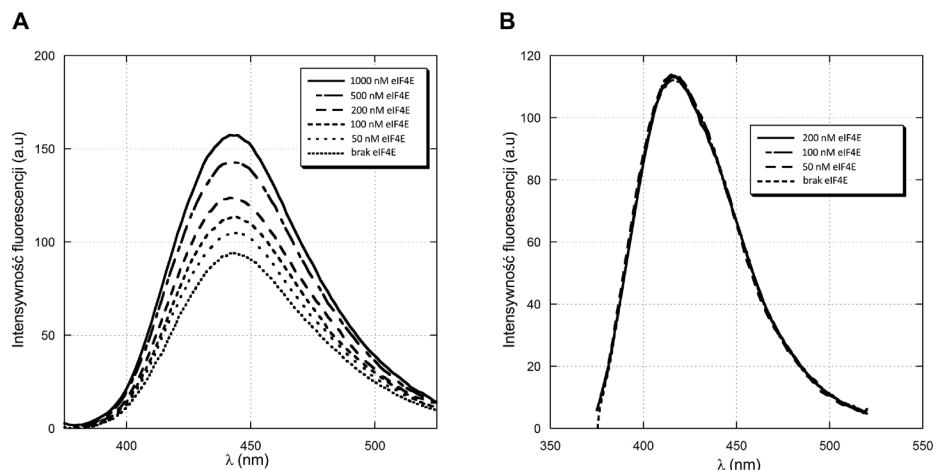 A
B
Intensywność fluorescencji (a.u)
200
150
100
50
0
1000 nM eIF4E
500 nM eIF4E
200 nM eIF4E
100 nM eIF4E
50 nM eIF4E
brak eIF4E
400
450
500
λ (nm)
Intensywność fluorescencji (a.u)
120
100
80
60
40
20
0
200 nM eIF4E
100 nM eIF4E
50 nM eIF4E
brak eIF4E
350
400
450
500
550
λ (nm)